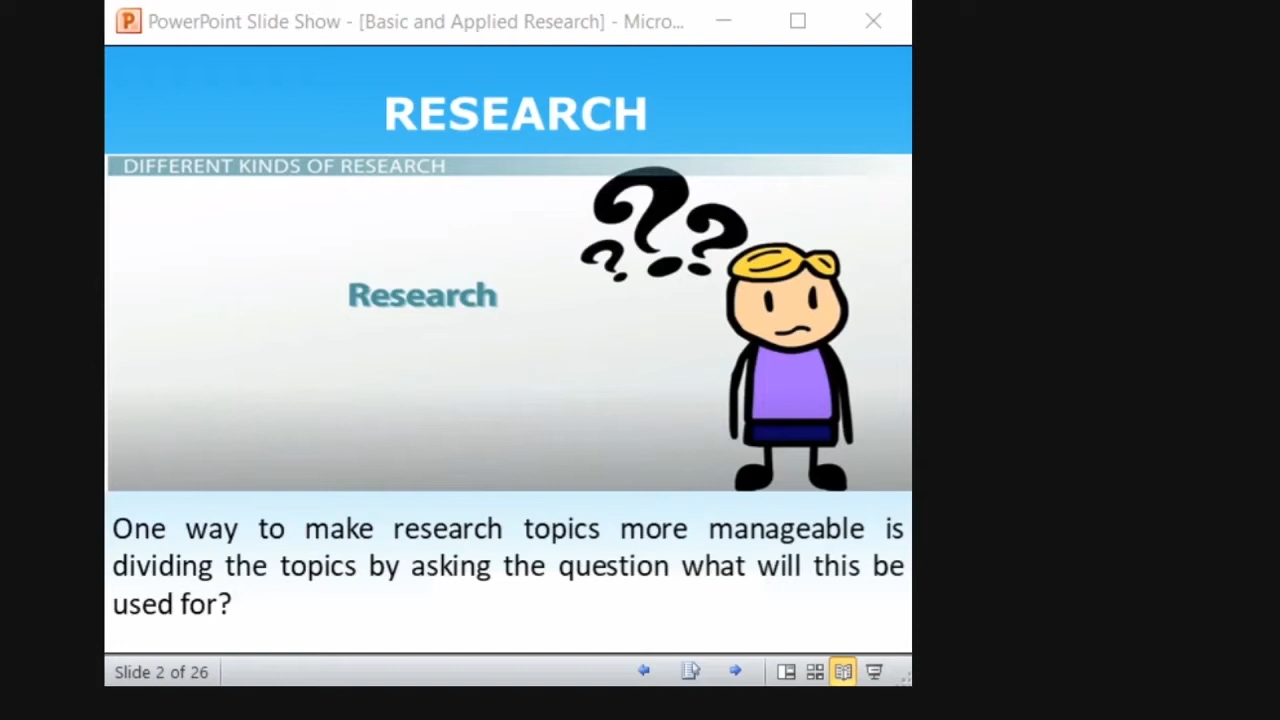 PowerPoint Slide Show - [Basic and Applied Research] - Micro...
RESEARCH
DIFFERENT KINDS OF RESEARCH
???
Research
One way to make research topics more manageable is
dividing the topics by asking the question what will this be
used for?
Slide 2 of 26